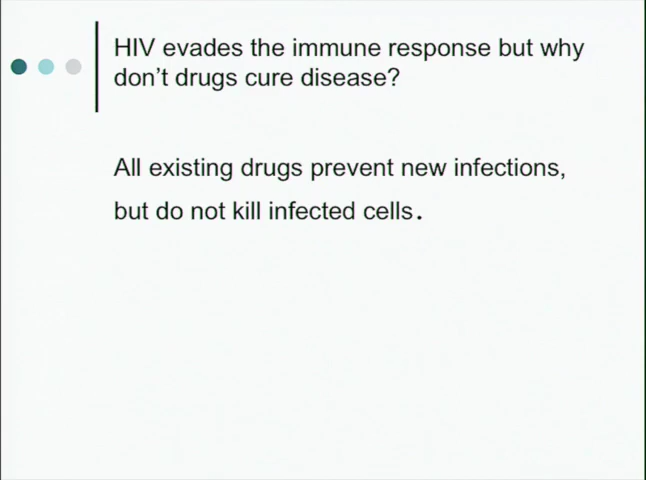 HIV evades the immune response but why
don't drugs cure disease?
All existing drugs prevent new infections,
but do not kill infected cells.